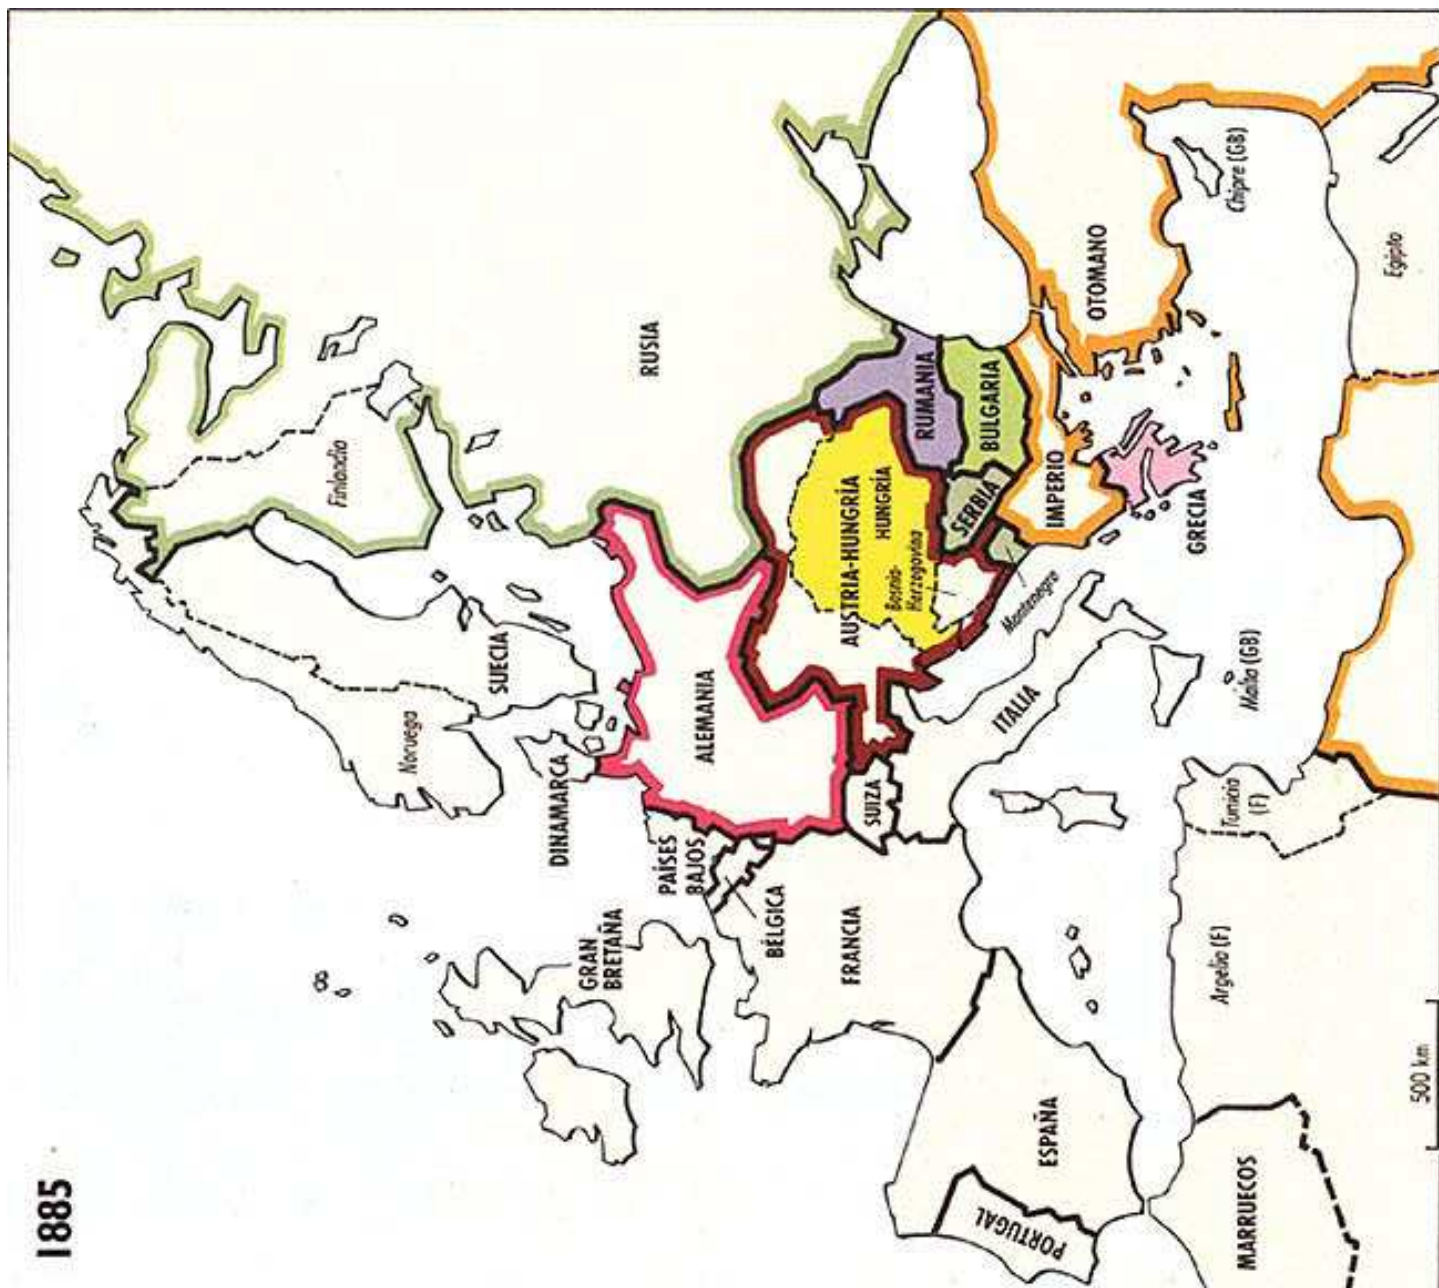 1885
Noruega
SUECIA
Finlandia
RUSIA
DINAMARCA
GRAN
BRETAÑA
PAÍSES
BAJOS
BÉLGICA
ALEMANIA
FRANCIA
SUIZA
AUSTRIA-HUNGRÍA
HUNGRÍA
Bosnia-
Herzegovina
RUMANIA
SERBIA
BULGARIA
Montenegro
ITALIA
IMPERIO
OTOMANO
GRECIA
PORTUGAL
ESPAÑA
Malta (GB)
Chipre (GB)
MARRUECOS
Argelia (F)
Tunicia
(F)
Egipto
500 km